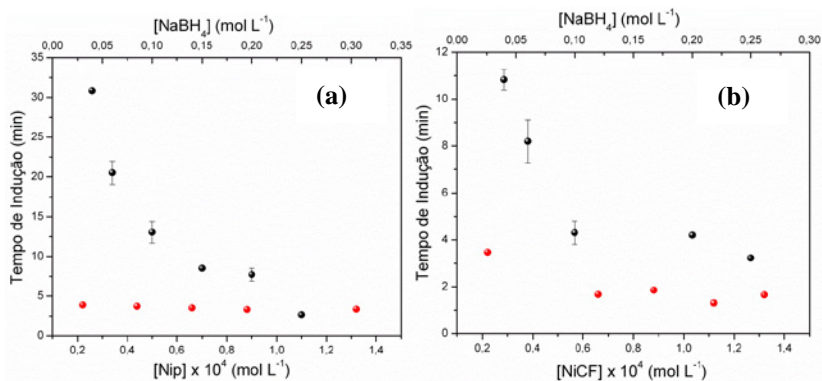 [NaBH₄] (mol L⁻¹)
0,00 0,05 0,10 0,15 0,20 0,25 0,30 0,35
Tempo de Indução (min)
35
30
25
20
15
10
5
0
(a)
0,2 0,4 0,6 0,8 1,0 1,2 1,4
[Nip] x 10⁴ (mol L⁻¹)
[NaBH₄] (mol L⁻¹)
0,00 0,05 0,10 0,15 0,20 0,25 0,30
Tempo de Indução (min)
12
10
8
6
4
2
0
(b)
0,2 0,4 0,6 0,8 1,0 1,2 1,4
[NiCF] x 10⁴ (mol L⁻¹)